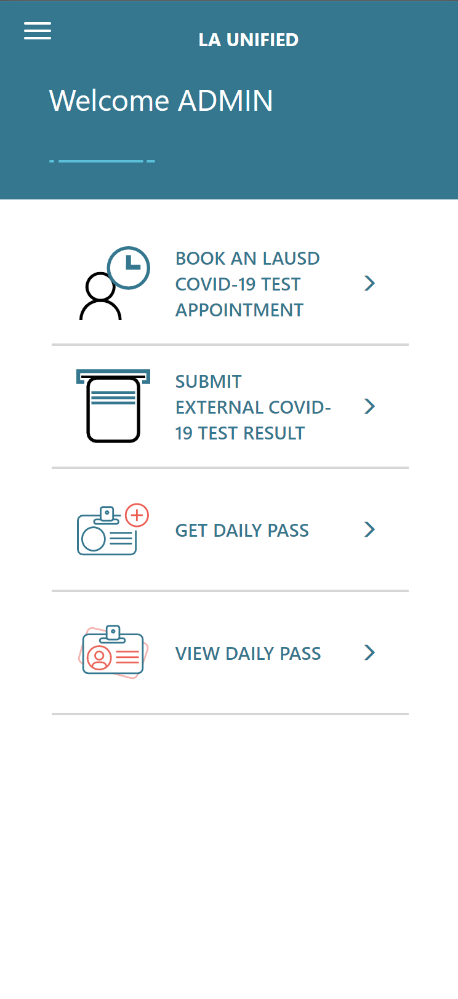 LA UNIFIED
Welcome ADMIN
BOOK AN LAUSD
COVID-19 TEST
APPOINTMENT
SUBMIT
EXTERNAL COVID-
19 TEST RESULT
GET DAILY PASS
VIEW DAILY PASS